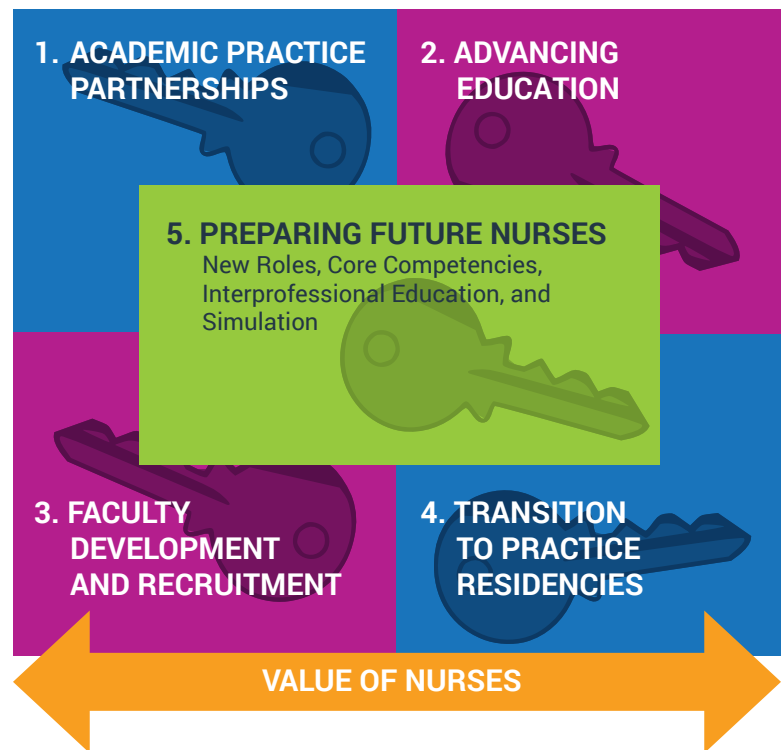 1. ACADEMIC PRACTICE
PARTNERSHIPS
2. ADVANCING
EDUCATION
5. PREPARING FUTURE NURSES
New Roles, Core Competencies,
Interprofessional Education, and
Simulation
3. FACULTY
DEVELOPMENT
AND RECRUITMENT
4. TRANSITION
TO PRACTICE
RESIDENCIES
VALUE OF NURSES